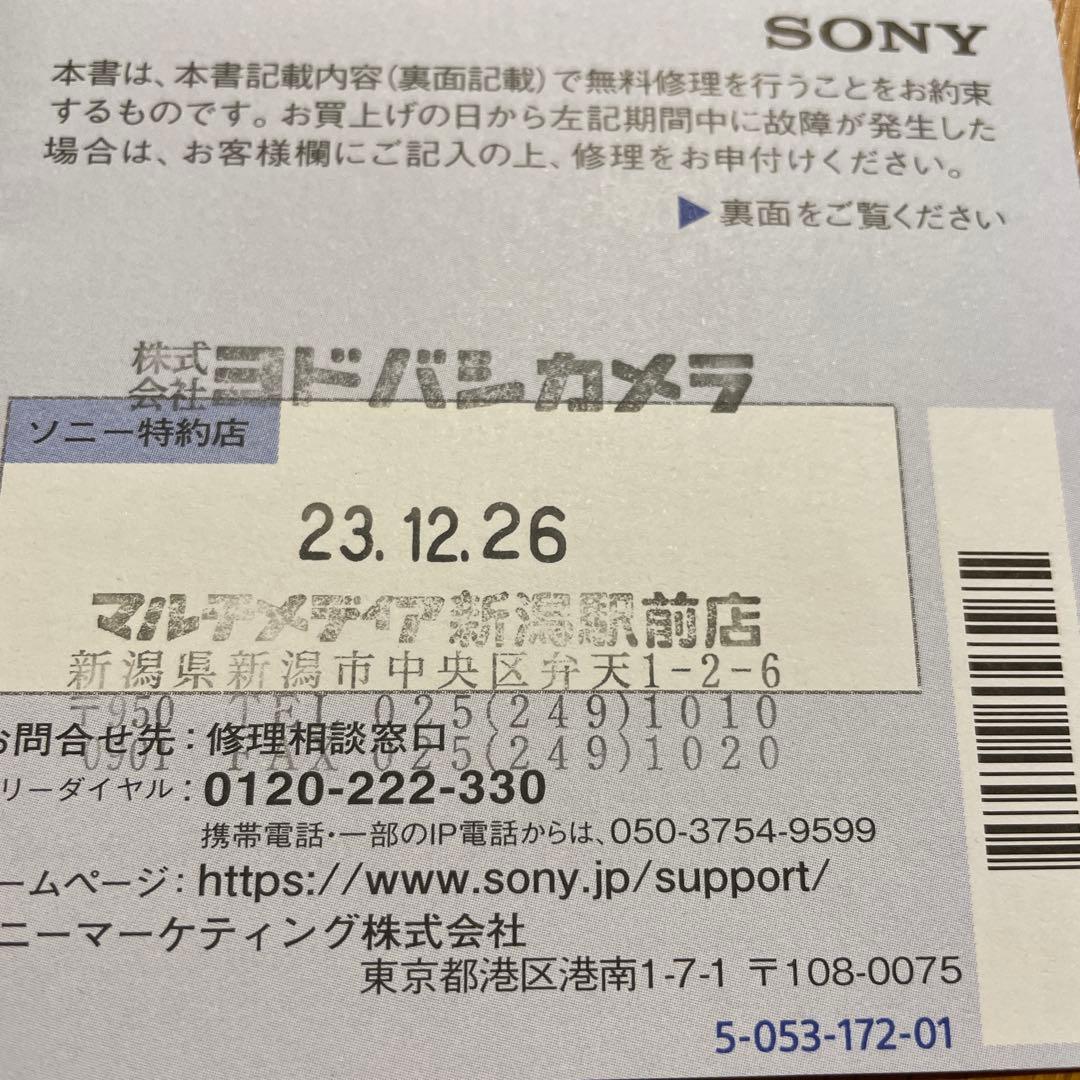 SONY
本書は、本書記載内容（裏面記載）で無料修理を行うことをお約束
するものです。お買上げの日から左記期間中に故障が発生した
場合は、お客様欄にご記入の上、修理をお申付けください。
▶裏面をご覧ください
株式会社ヨドバシカメラ
ソニー特約店
23.12.26
マルチメディア新潟駅前店
新潟県新潟市中央区弁天1-2-6
〒950 TEL 025(249)1010
0901 FAX 025(249)1020
お問合せ先：修理相談窓口
リーダイヤル：0120-222-330
携帯電話・一部のIP電話からは、050-3754-9599
ームページ：https://www.sony.jp/support/
ニーマーケティング株式会社
東京都港区港南1-7-1 〒108-0075
5-053-172-01